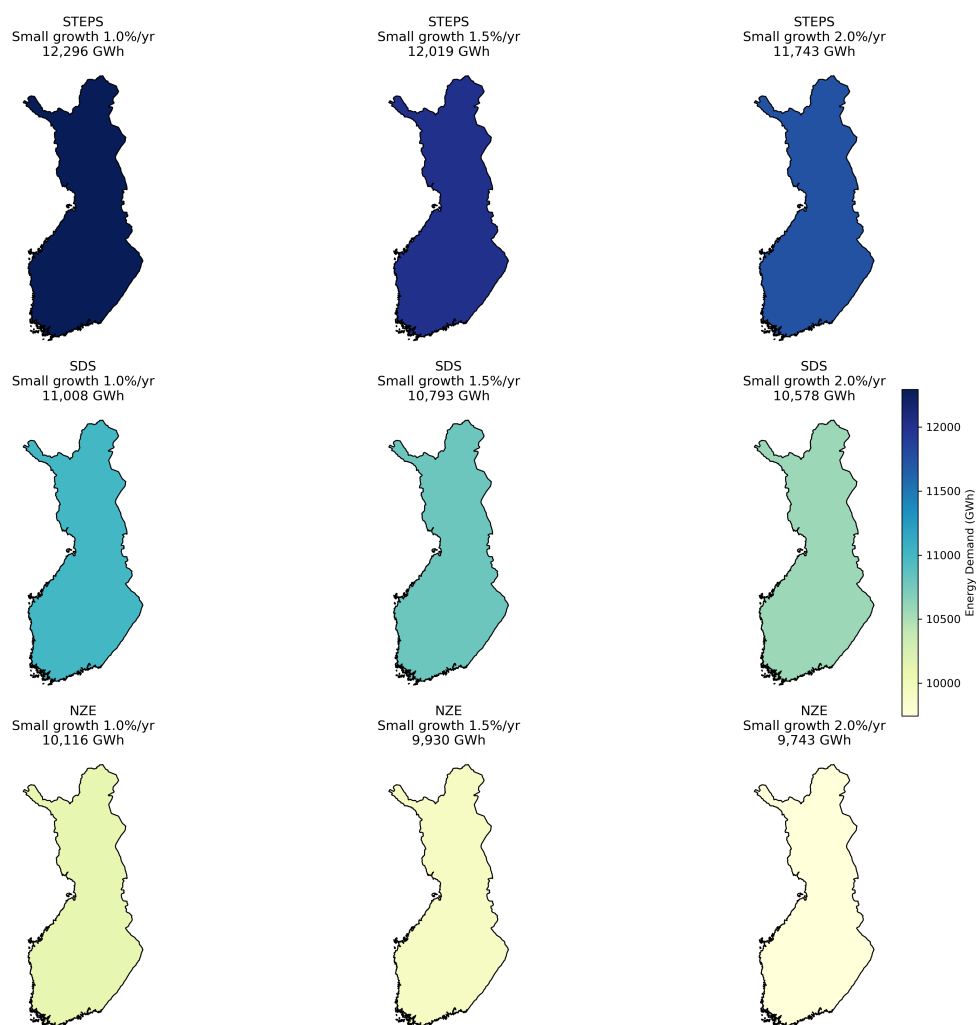 STEPS
Small growth 1.0%/yr
12,296 GWh
STEPS
Small growth 1.5%/yr
12,019 GWh
STEPS
Small growth 2.0%/yr
11,743 GWh
SDS
Small growth 1.0%/yr
11,008 GWh
SDS
Small growth 1.5%/yr
10,793 GWh
SDS
Small growth 2.0%/yr
10,578 GWh
12000
11500
11000
10500
10000
Energy Demand (GWh)
NZE
Small growth 1.0%/yr
10,116 GWh
NZE
Small growth 1.5%/yr
9,930 GWh
NZE
Small growth 2.0%/yr
9,743 GWh